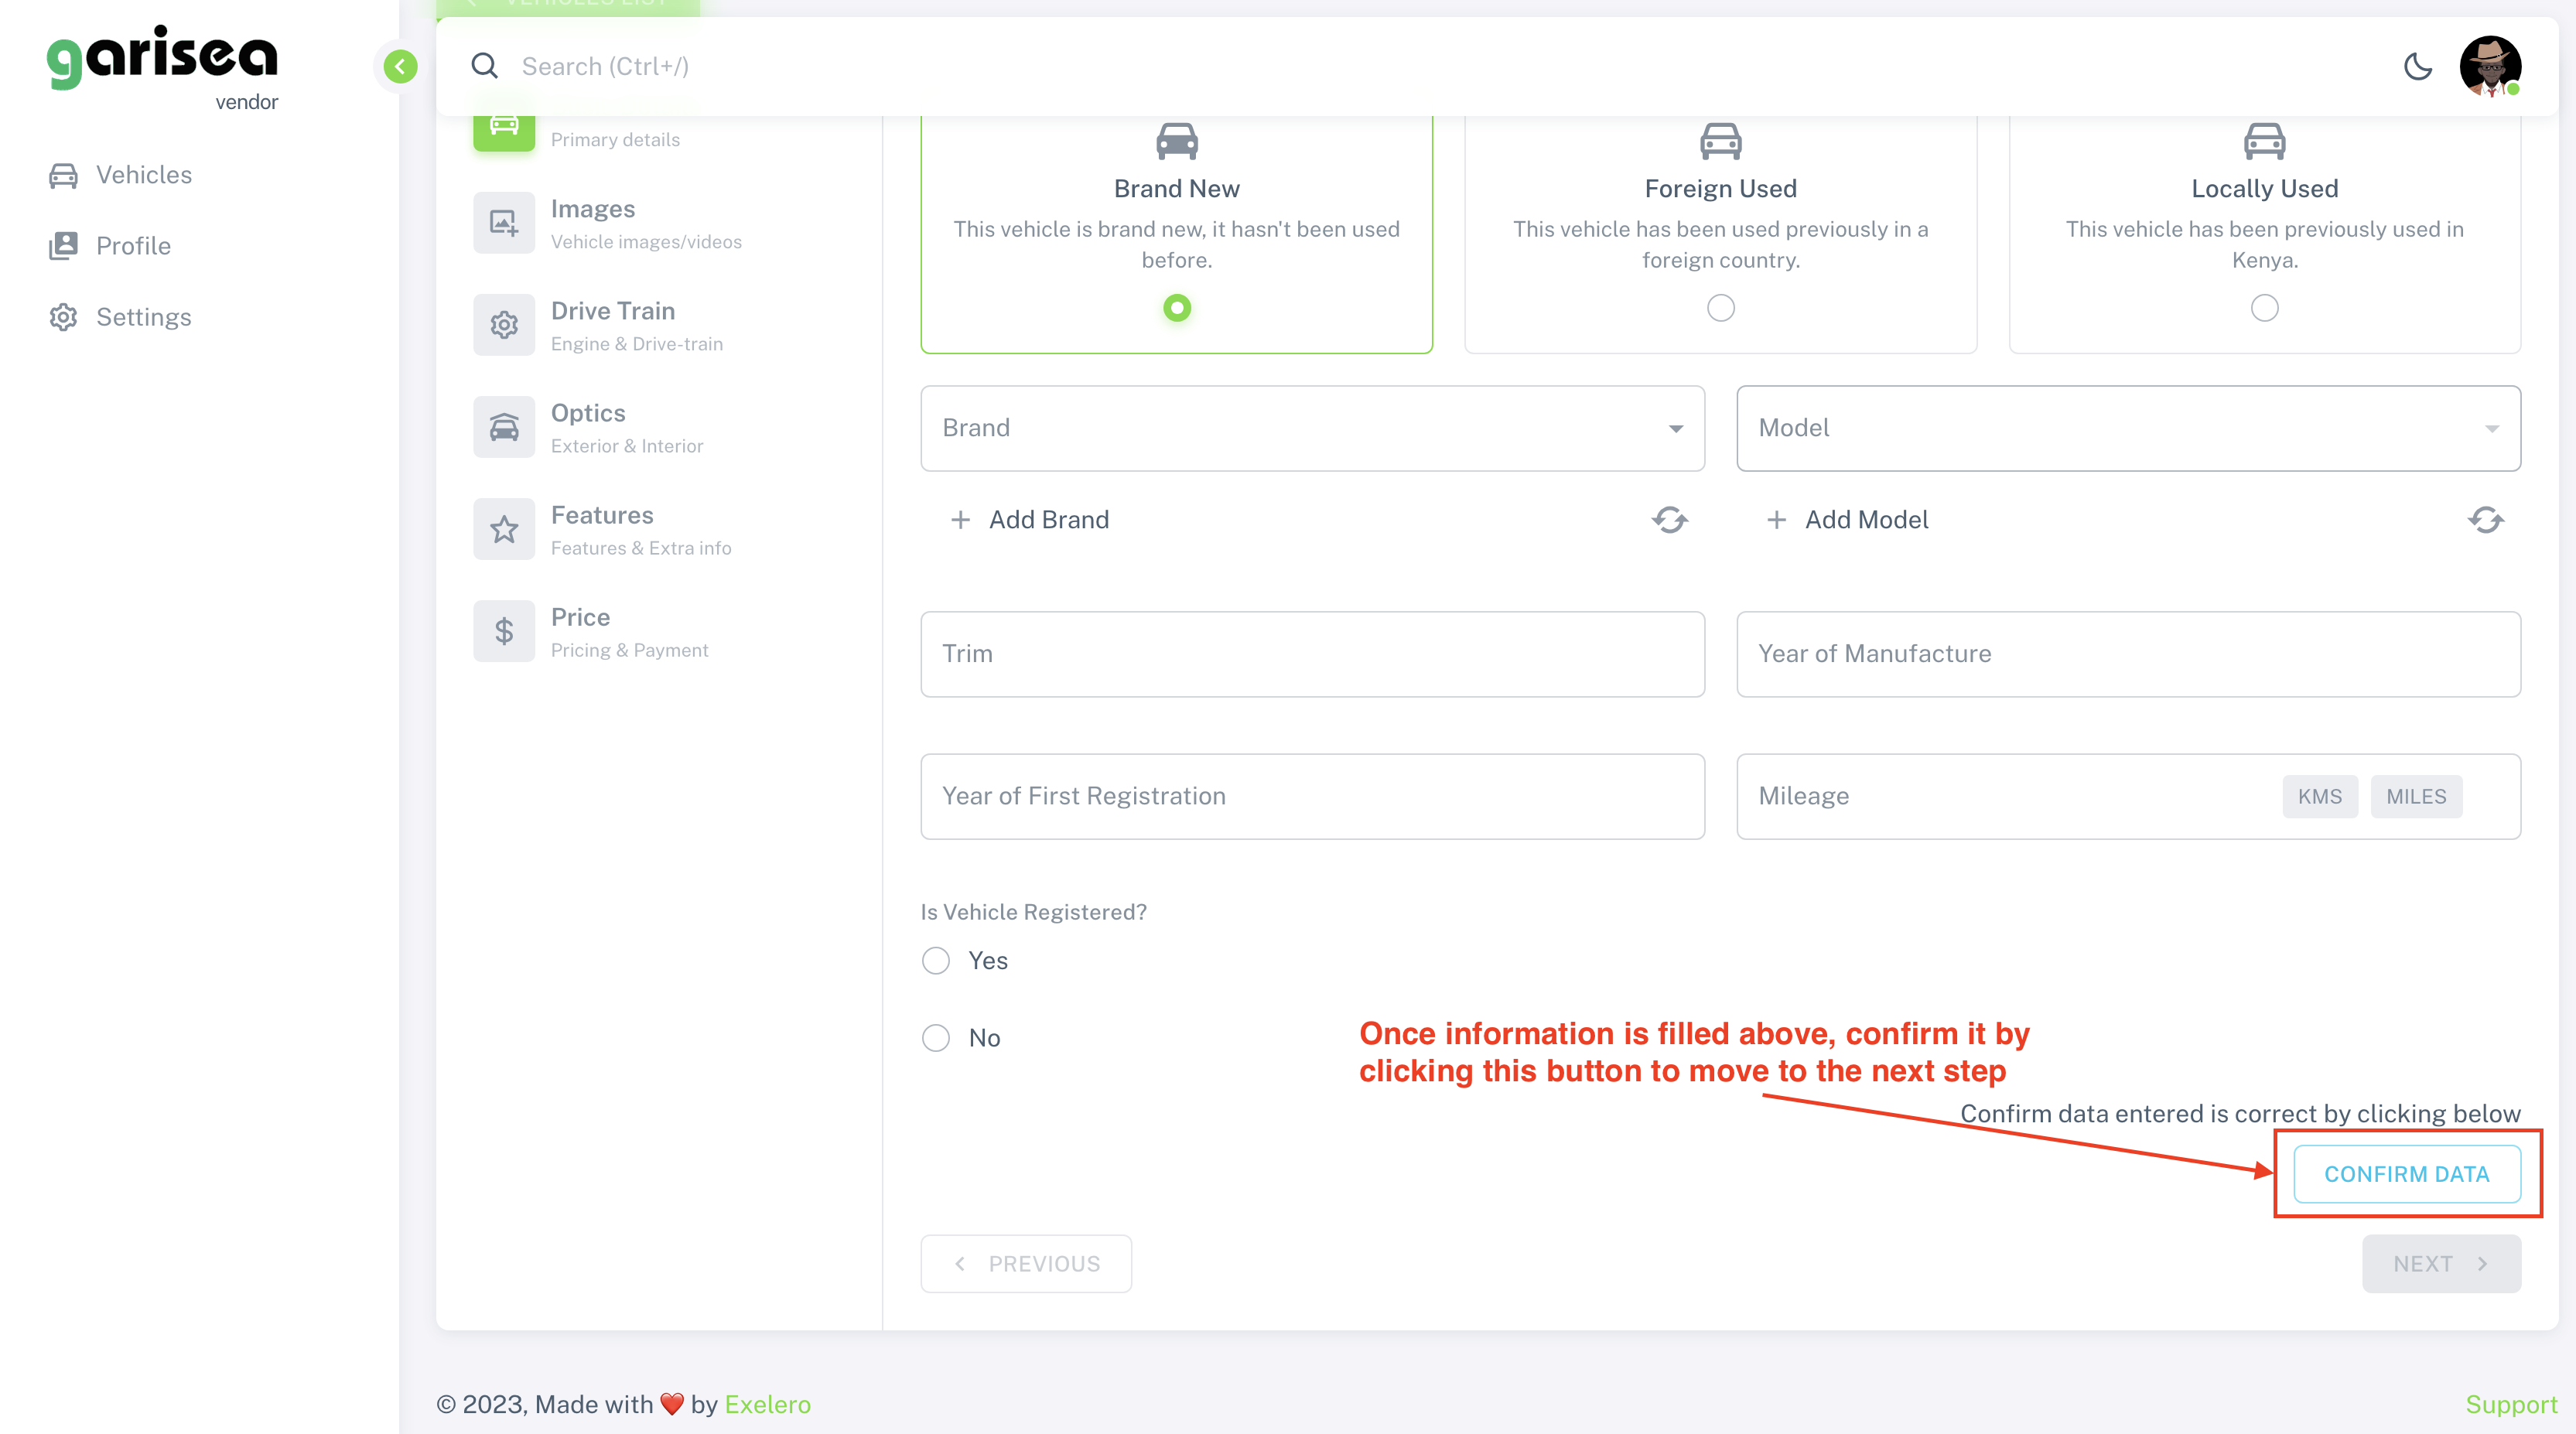 VEHICLES LIST
garisea
vendor
Search (Ctrl+/)
Vehicles
Profile
Settings
Primary details
Images
Vehicle images/videos
Drive Train
Engine & Drive-train
Optics
Exterior & Interior
Features
Features & Extra info
Price
Pricing & Payment
Brand New
This vehicle is brand new, it hasn't been used
before.
Foreign Used
This vehicle has been used previously in a
foreign country.
Locally Used
This vehicle has been previously used in
Kenya.
Brand
Model
+ Add Brand
+ Add Model
Trim
Year of Manufacture
Year of First Registration
Mileage
KMS
MILES
Is Vehicle Registered?
Yes
No
Once information is filled above, confirm it by
clicking this button to move to the next step
Confirm data entered is correct by clicking below
CONFIRM DATA
PREVIOUS
NEXT
© 2023, Made with ❤️ by Exelero
Support